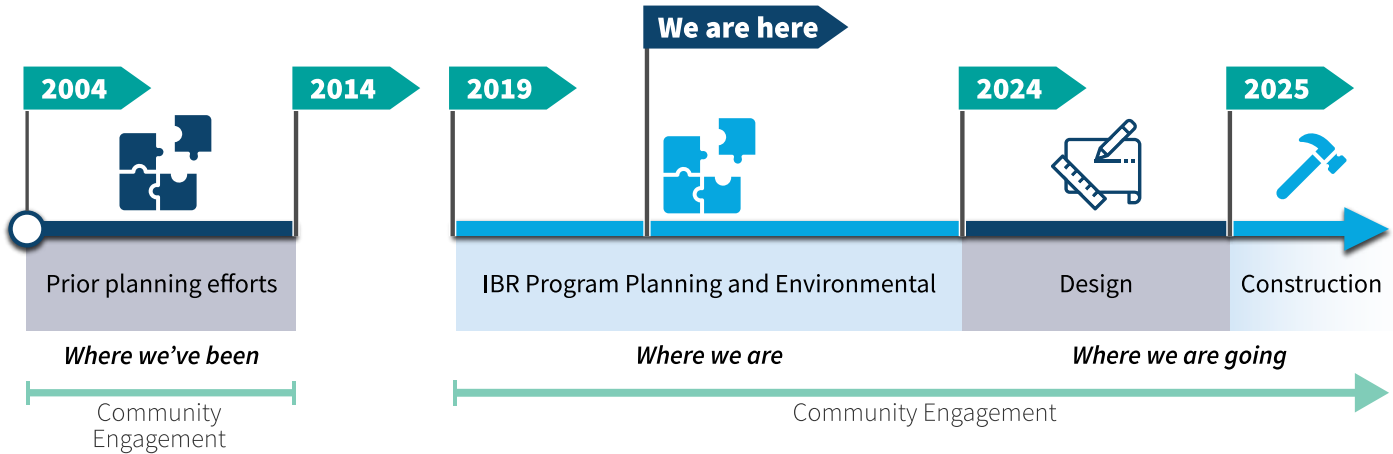 We are here
2004
2014
2019
2024
2025
Prior planning efforts
IBR Program Planning and Environmental
Design
Construction
Where we’ve been
Where we are
Where we are going
Community
Engagement
Community Engagement